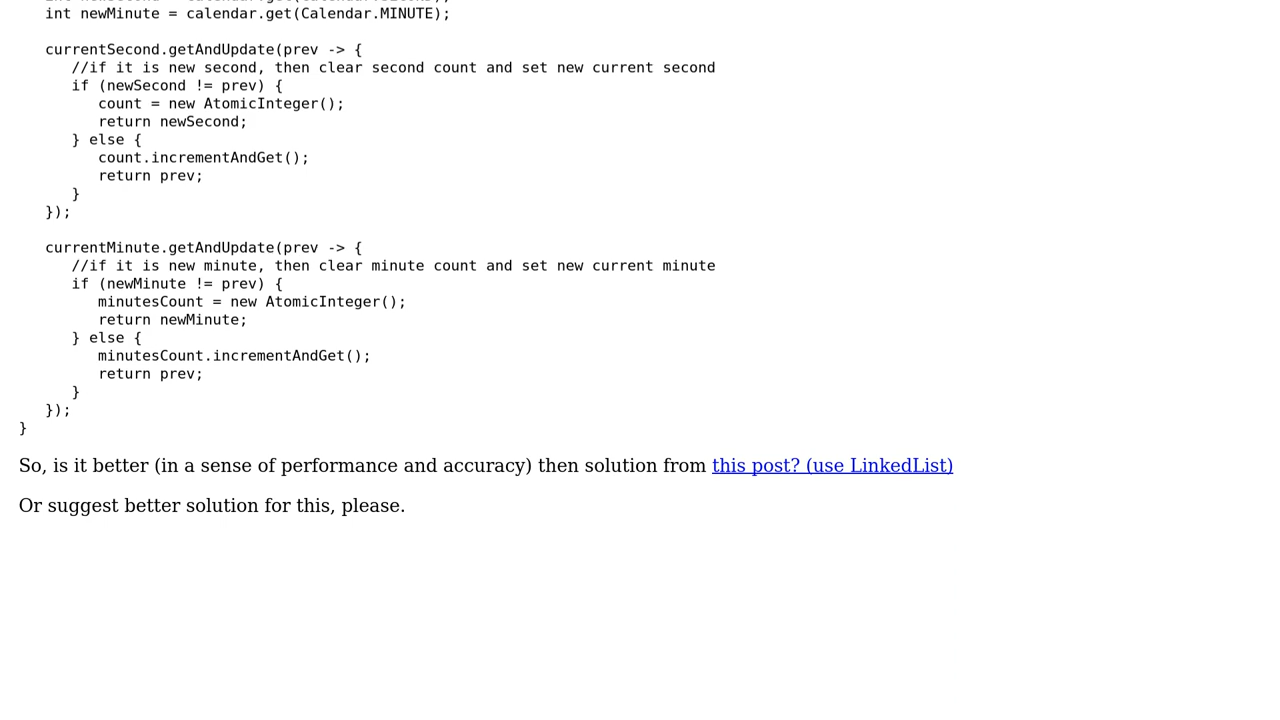 int newMinute = calendar.get(Calendar.MINUTE);
currentSecond.getAndUpdate(prev -> {
//if it is new second, then clear second count and set new current second
if (newSecond != prev) {
count = new AtomicInteger();
return newSecond;
} else {
count.incrementAndGet();
return prev;
}
});
currentMinute.getAndUpdate(prev -> {
//if it is new minute, then clear minute count and set new current minute
if (newMinute != prev) {
minutesCount = new AtomicInteger();
return newMinute;
} else {
minutesCount.incrementAndGet();
return prev;
}
});
}
So, is it better (in a sense of performance and accuracy) then solution from this post? (use LinkedList)
Or suggest better solution for this, please.